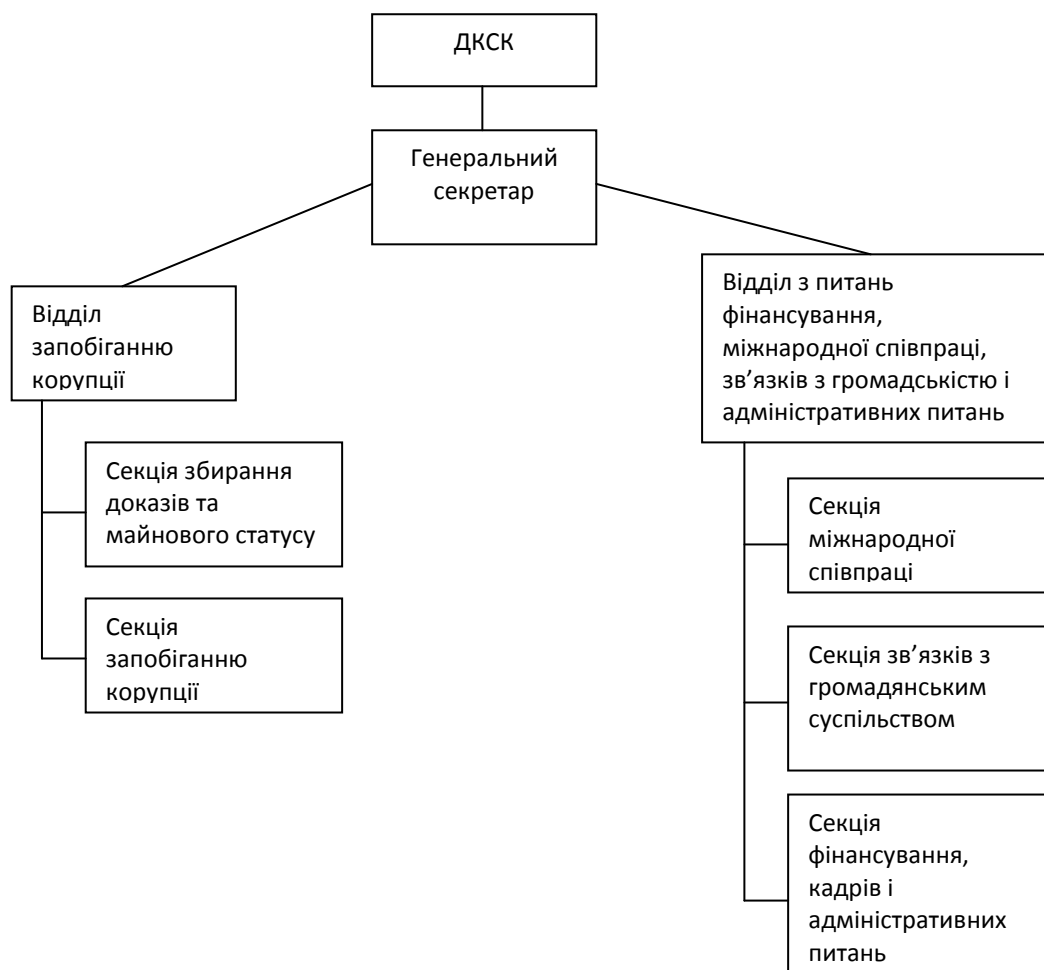 ДКСК
Генеральний
секретар
Відділ
запобіганню
корупції
Секція збирання
доказів та
майнового статусу
Секція
запобіганню
корупції
Відділ з питань
фінансування,
міжнародної співпраці,
зв’язків з громадськістю і
адміністративних питань
Секція
міжнародної
співпраці
Секція зв’язків з
громадянським
суспільством
Секція
фінансування,
кадрів і
адміністративних
питань